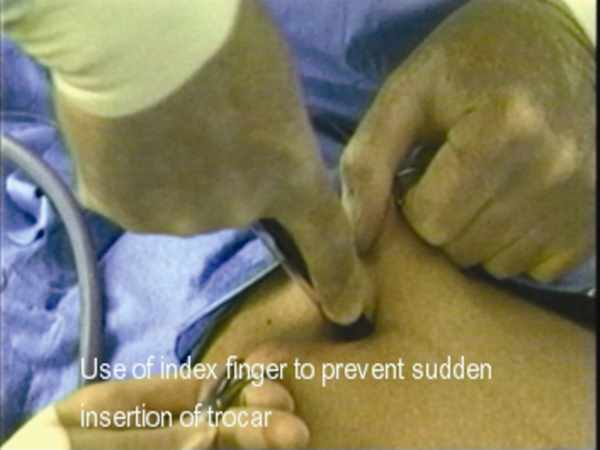 Use of index finger to prevent sudden
insertion of trocar